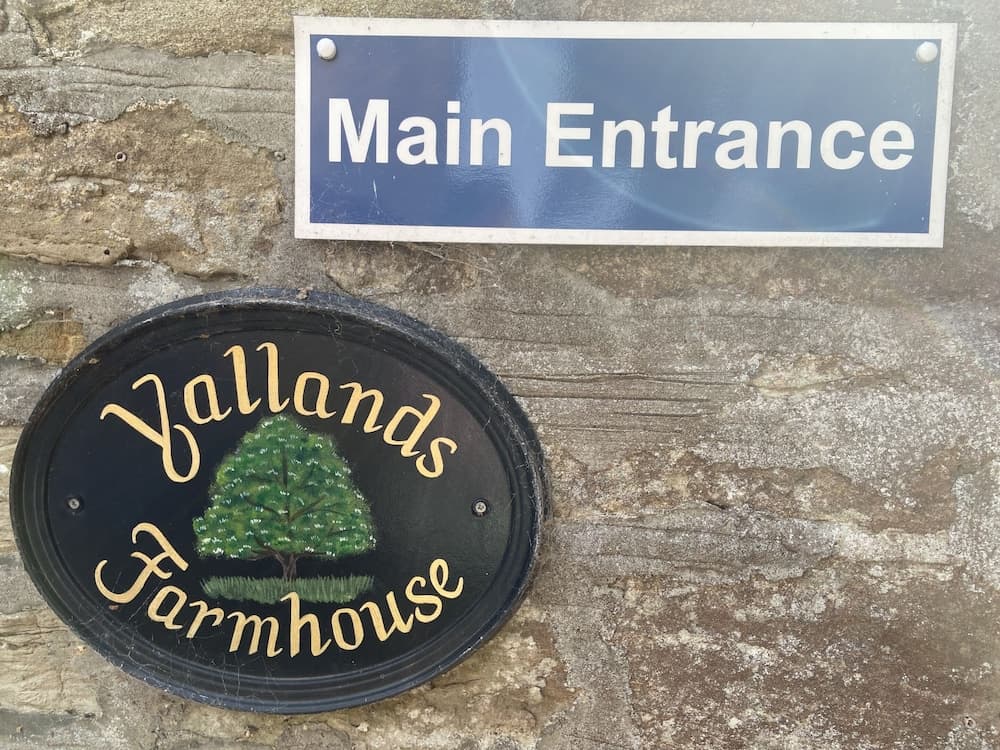 Main Entrance
Yallands
Farmhouse